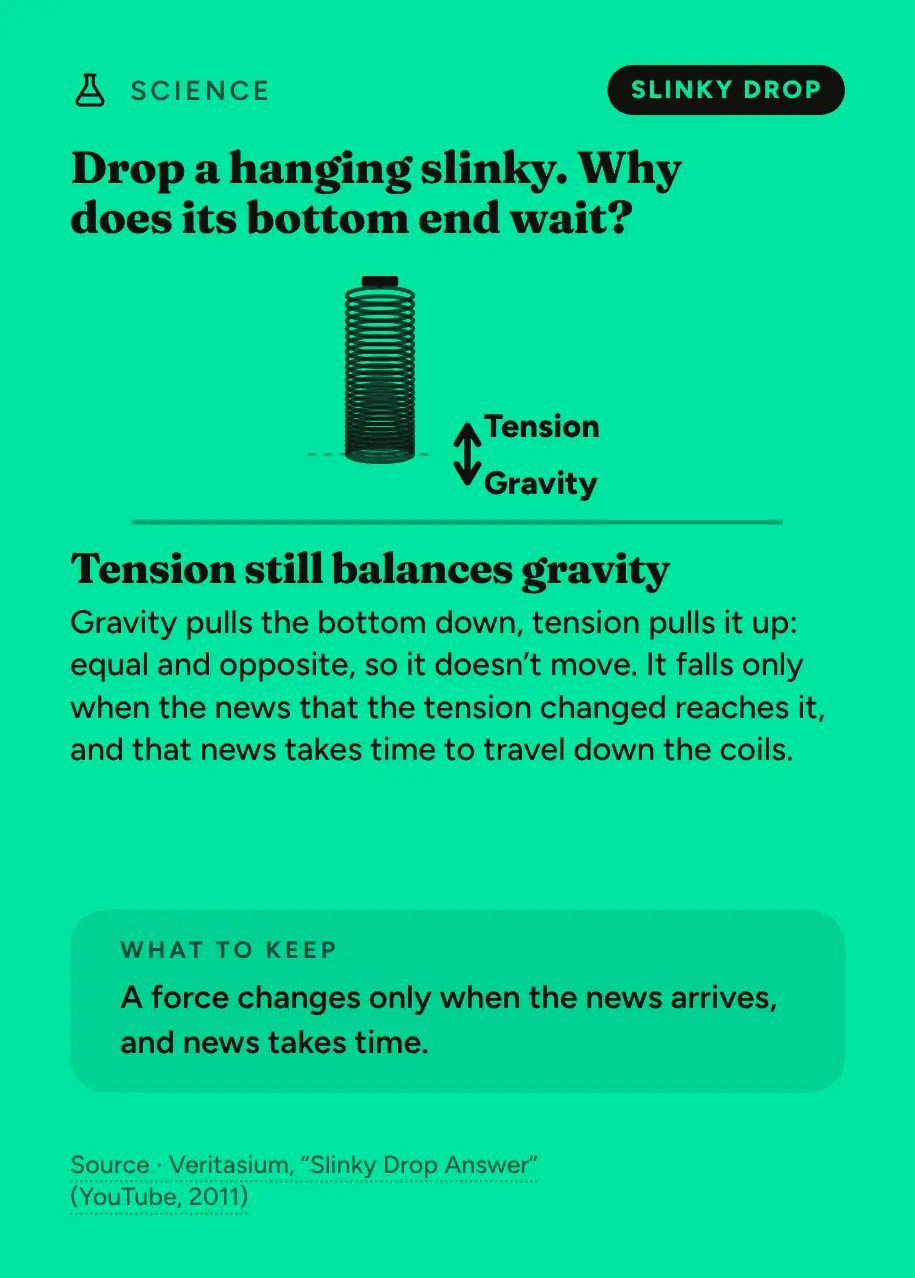 SCIENCE
SLINKY DROP
Drop a hanging slinky. Why
does its bottom end wait?
Tension
Gravity
Tension still balances gravity
Gravity pulls the bottom down, tension pulls it up:
equal and opposite, so it doesn’t move. It falls only
when the news that the tension changed reaches it,
and that news takes time to travel down the coils.
WHAT TO KEEP
A force changes only when the news arrives,
and news takes time.
Source · Veritasium, “Slinky Drop Answer”
(YouTube, 2011)